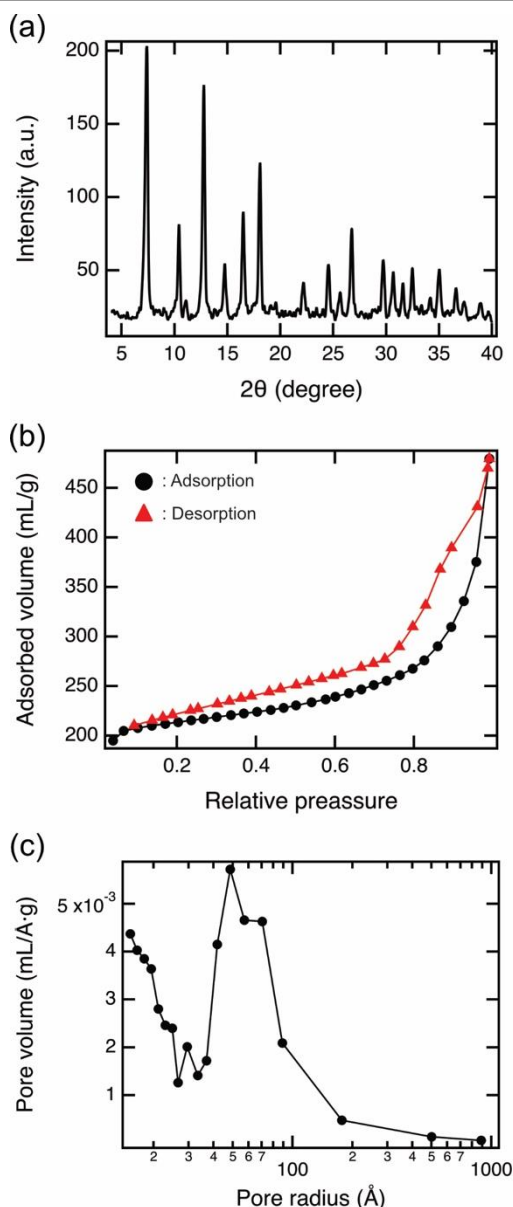 (a)
200
150
100
50
Intensity (a.u.)
5 10 15 20 25 30 35 40
2θ (degree)
(b)
: Adsorption
: Desorption
450
400
350
300
250
200
Adsorbed volume (mL/g)
0.2 0.4 0.6 0.8
Relative preassure
(c)
5 x10-3
4
3
2
1
Pore volume (mL/A·g)
2 3 4 5 6 7 100 2 3 4 5 6 7 1000
Pore radius (Å)